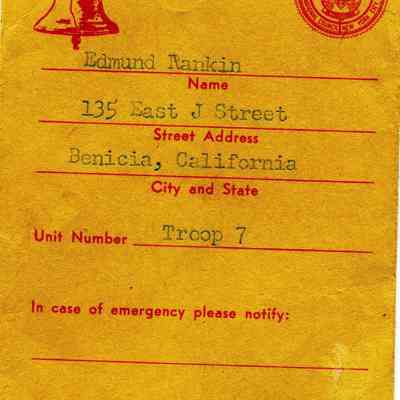 Edmund Rankin
Name
135 East J Street
Street Address
Benicia, California
City and State
Unit Number Troop 7
In case of emergency please notify: